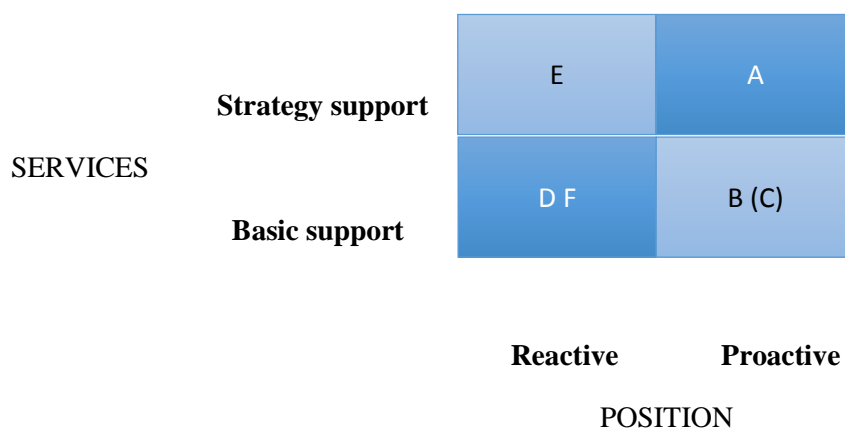 E A
Strategy support
SERVICES
D F B (C)
Basic support
Reactive Proactive
POSITION